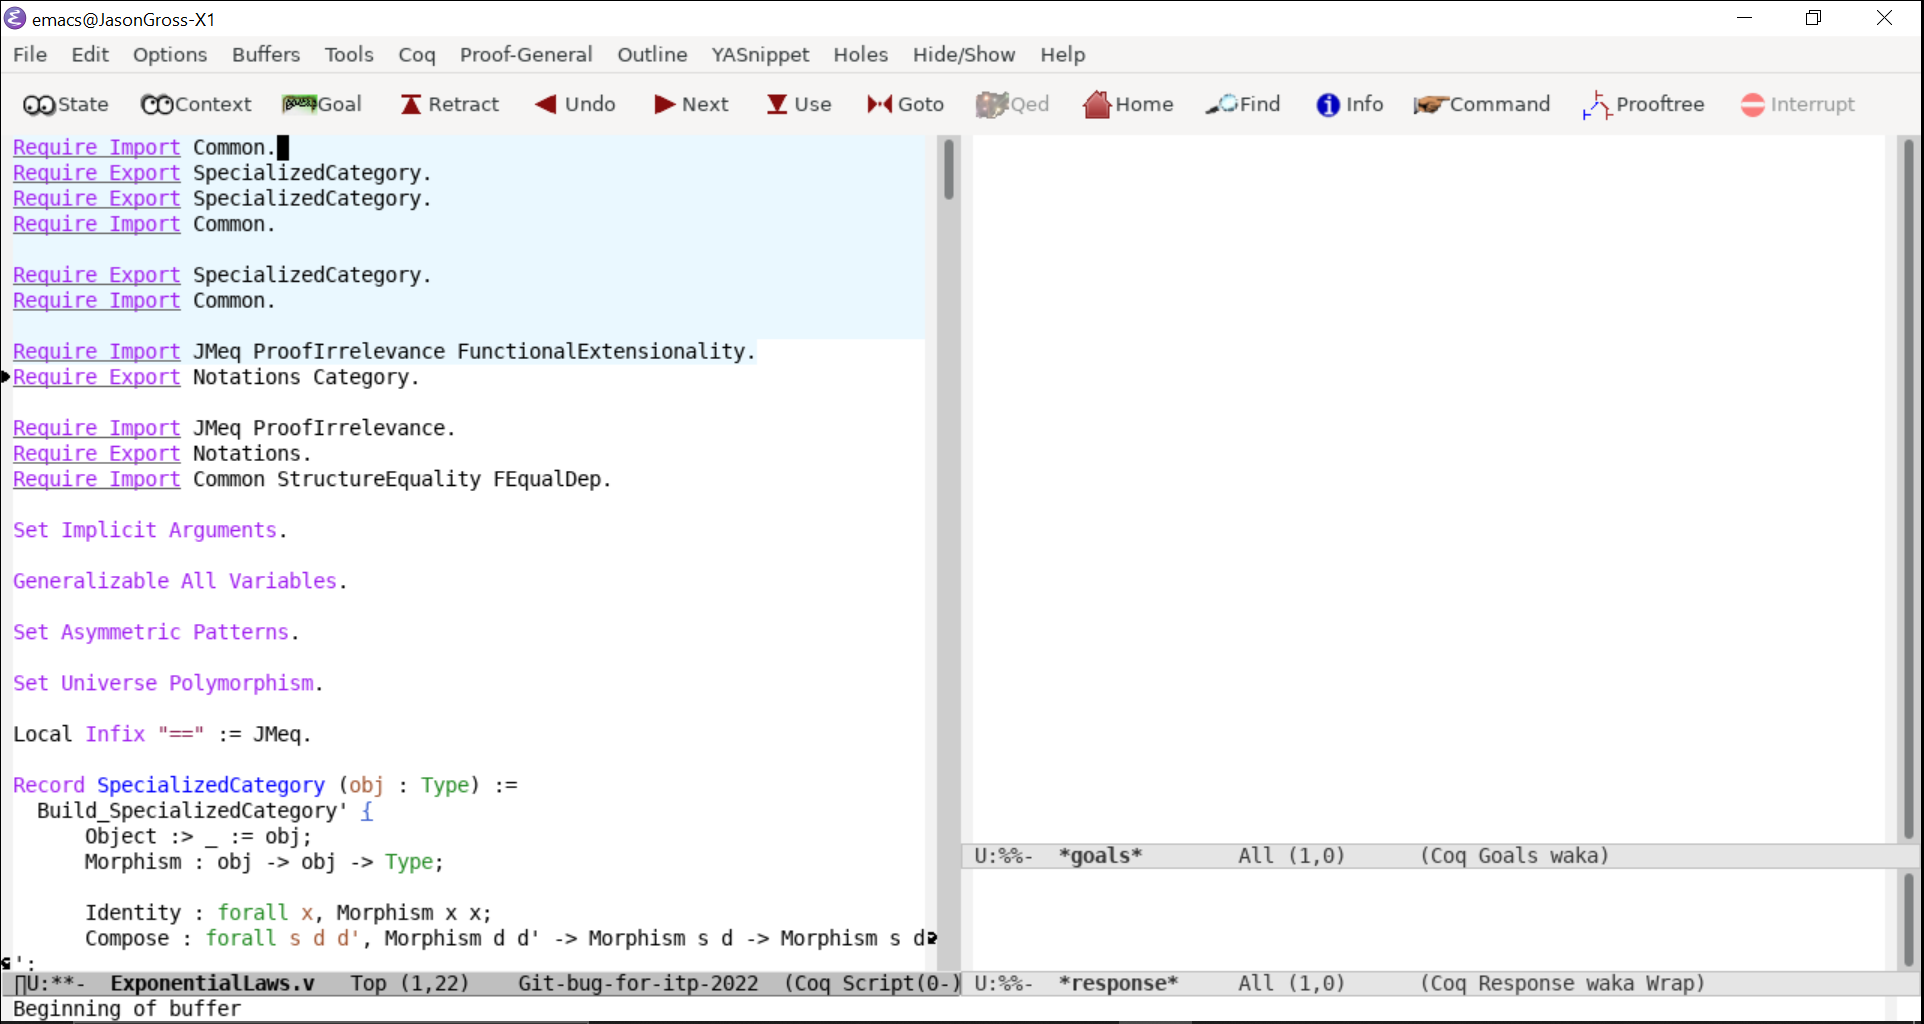 emacs@JasonGross-X1
File Edit Options Buffers Tools Coq Proof-General Outline YASnippet Holes Hide/Show Help
State Context Goal Retract Undo Next Use Goto Qed Home Find Info Command Prooftree Interrupt
Require Import Common.
Require Export SpecializedCategory.
Require Export SpecializedCategory.
Require Import Common.
Require Export SpecializedCategory.
Require Import Common.
Require Import JMeq ProofIrrelevance FunctionalExtensionality.
Require Export Notations Category.
Require Import JMeq ProofIrrelevance.
Require Export Notations.
Require Import Common StructureEquality FEqualDep.
Set Implicit Arguments.
Generalizable All Variables.
Set Asymmetric Patterns.
Set Universe Polymorphism.
Local Infix "==" := JMeq.
Record SpecializedCategory (obj : Type) :=
  Build_SpecializedCategory' {
      Object :> _ := obj;
      Morphism : obj -> obj -> Type;
      Identity : forall x, Morphism x x;
      Compose : forall s d d', Morphism d d' -> Morphism s d -> Morphism s d
';
U:**-  ExponentialLaws.v   Top (1,22)    Git-bug-for-itp-2022  (Coq Script(0-)
Beginning of buffer
U:%%-  *goals*        All (1,0)      (Coq Goals waka)
U:%%-  *response*     All (1,0)      (Coq Response waka Wrap)